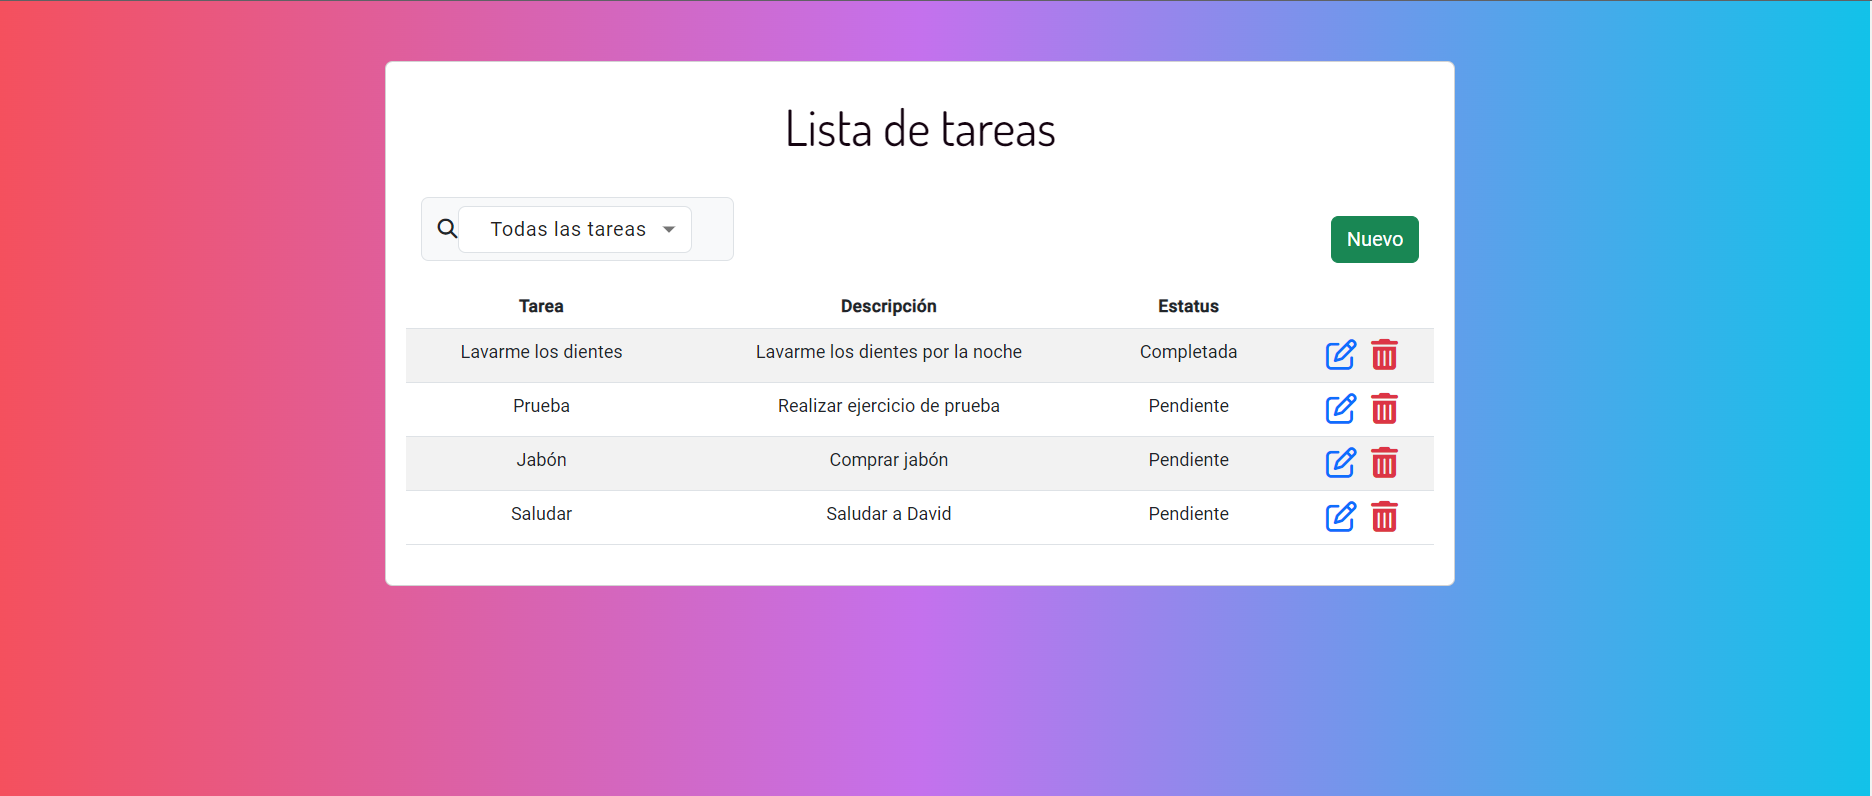 Lista de tareas
Todas las tareas
Nuevo
Tarea Descripción Estatus
Lavarme los dientes Lavarme los dientes por la noche Completada
Prueba Realizar ejercicio de prueba Pendiente
Jabón Comprar jabón Pendiente
Saludar Saludar a David Pendiente